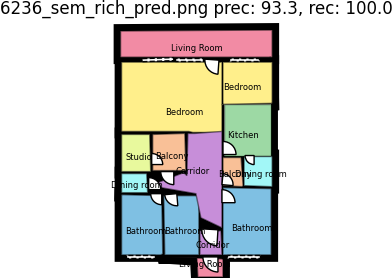 6236_sem_rich_pred.png prec: 93.3, rec: 100.0
Living Room
Bedroom
Bedroom
Kitchen
Studio
Balcony
Corridor
Balcony
Dining room
Dining room
Bathroom
Bathroom
Bathroom
Corridor
Living Room